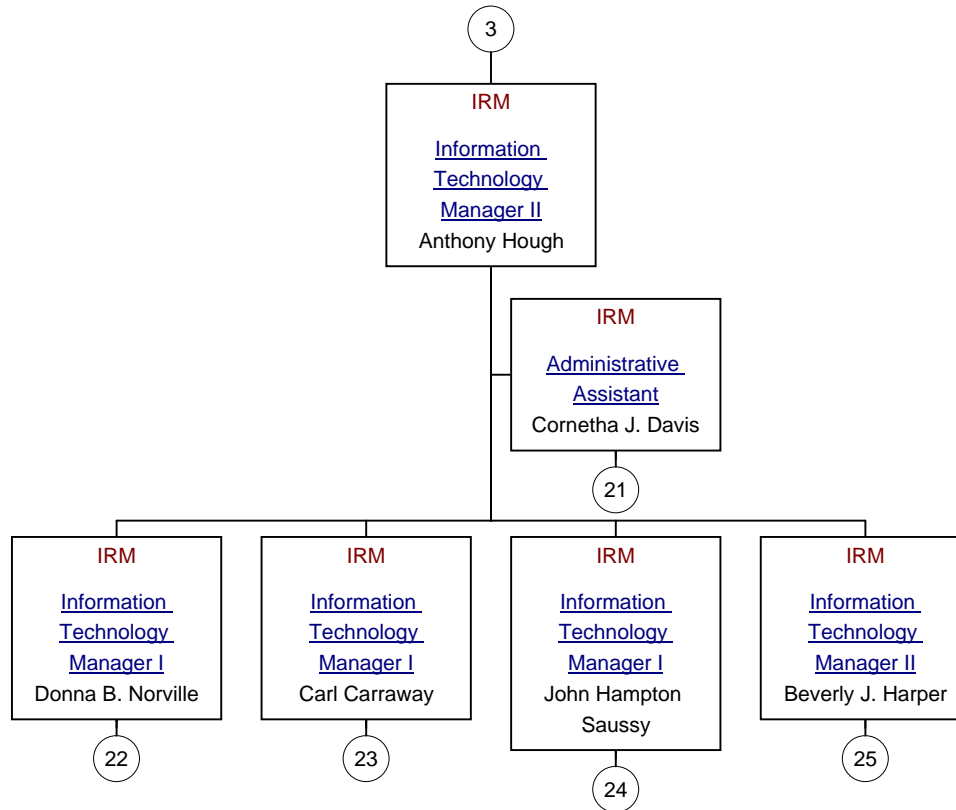 3
IRM
Information
Technology
Manager II
Anthony Hough
IRM
Administrative
Assistant
Cornetha J. Davis
21
IRM
Information
Technology
Manager I
Donna B. Norville
22
IRM
Information
Technology
Manager I
Carl Carraway
23
IRM
Information
Technology
Manager I
John Hampton
Saussy
24
IRM
Information
Technology
Manager II
Beverly J. Harper
25